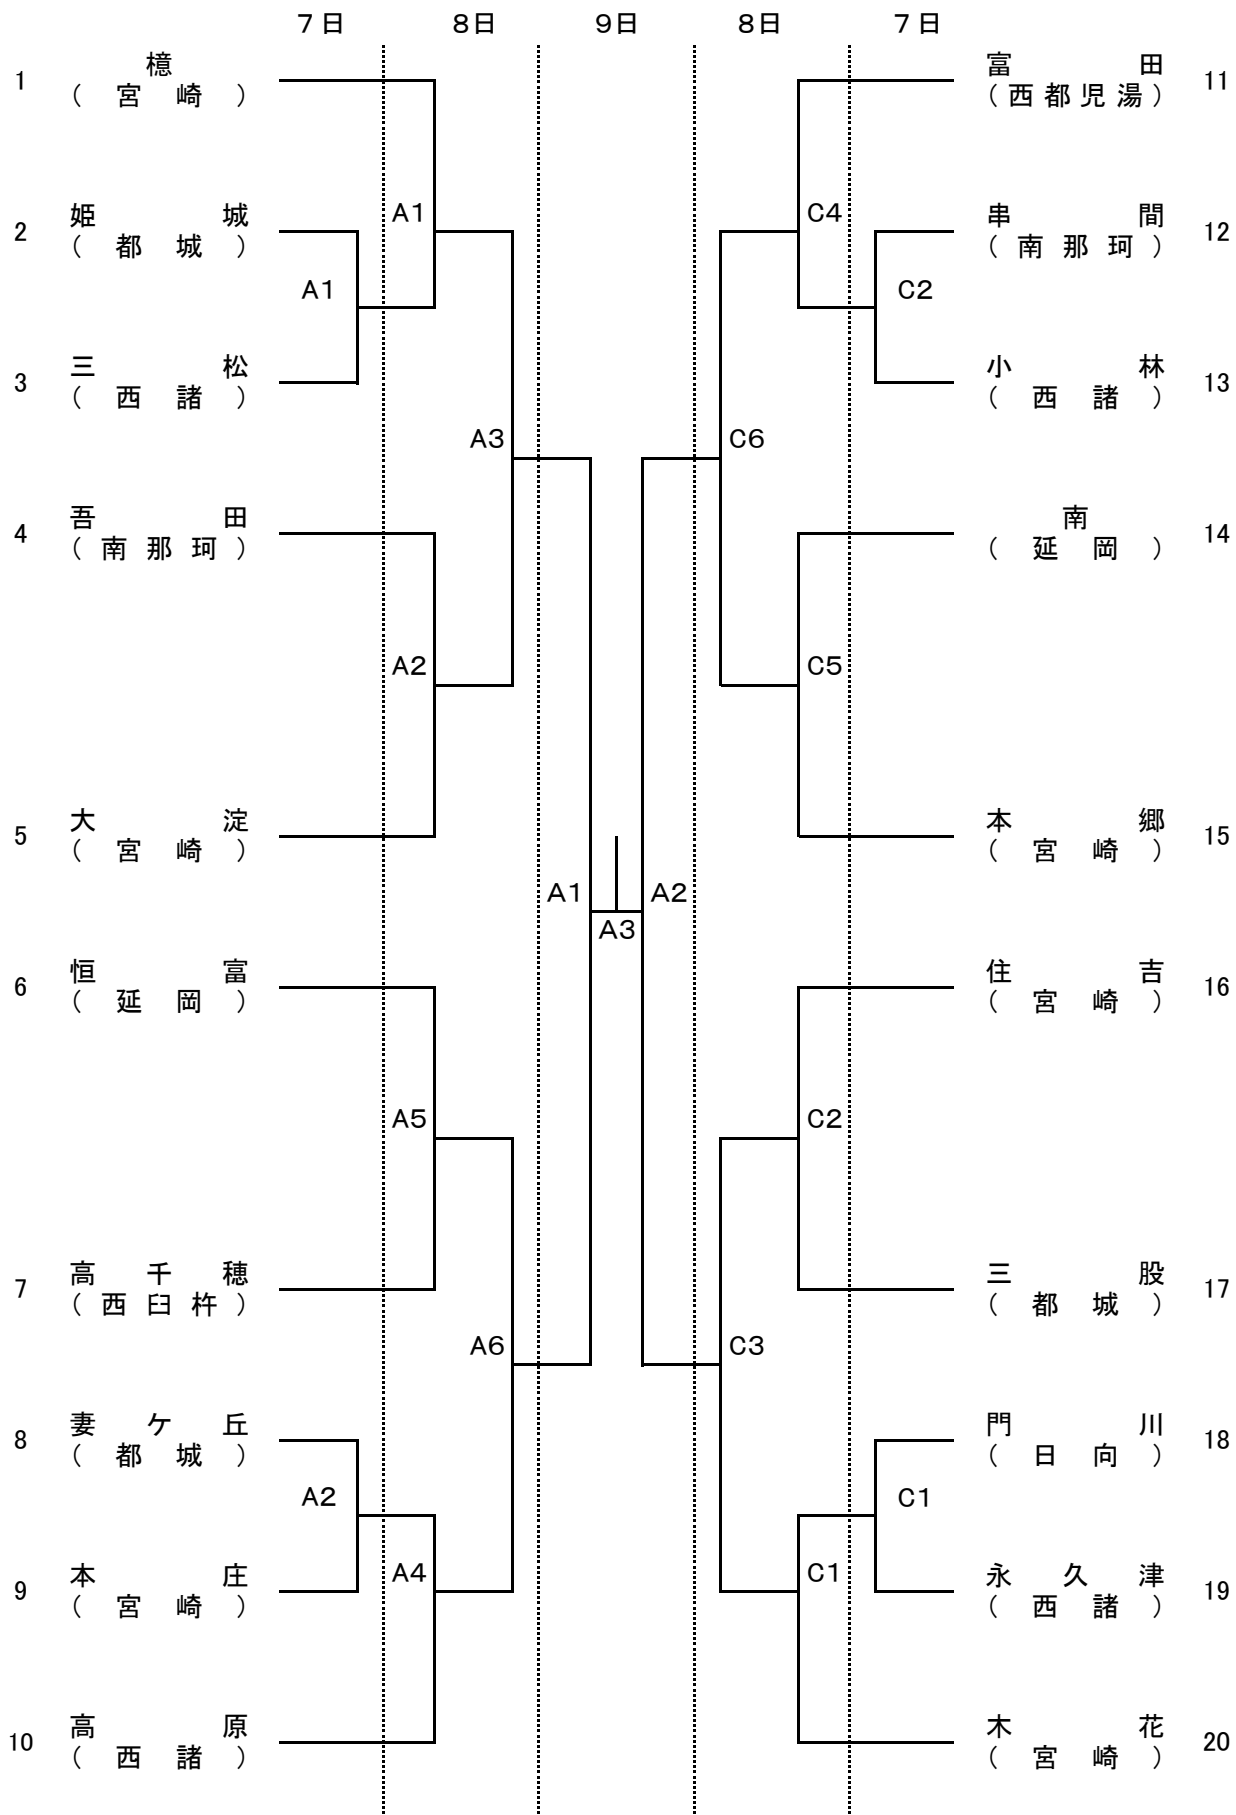 7日 8日 9日 8日 7日
1 檍
(宮崎)
2 姫城
(都城)
3 三松
(西諸)
4 吾田
(南那珂)
5 大淀
(宮崎)
6 恒富
(延岡)
7 高千穂
(西臼杵)
8 妻ケ丘
(都城)
9 本庄
(宮崎)
10 高原
(西諸)
A1
A2
A1
A2
A5
A4
A3
A6
A1
A3
A2
C6
C3
C4
C5
C2
C1
C2
C1
富田 11
(西都児湯)
串間 12
(南那珂)
小林 13
(西諸)
南 14
(延岡)
本郷 15
(宮崎)
住吉 16
(宮崎)
三股 17
(都城)
門川 18
(日向)
永久津 19
(西諸)
木花 20
(宮崎)